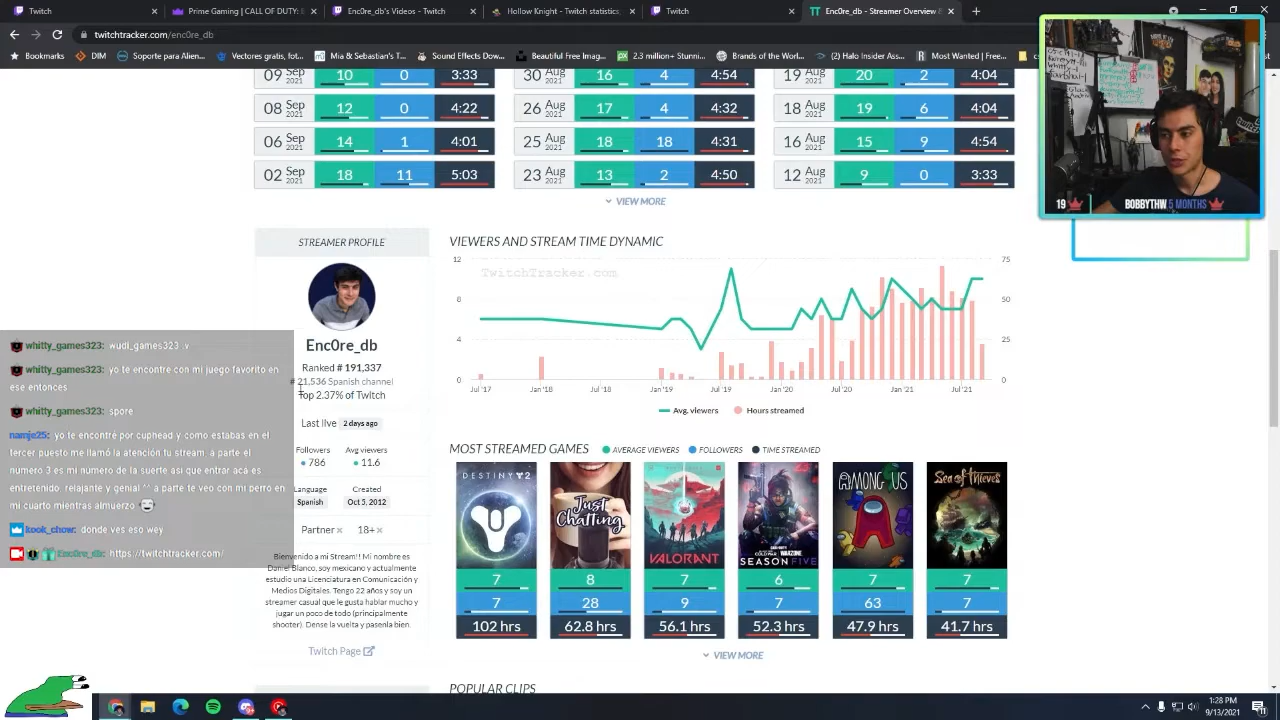 Twitch
Prime Gaming | CALL OF DUTY:
Enc0re_db's Videos - Twitch
Hollow Knight - Twitch statistics,
Twitch
Enc0re_db - Streamer Overview &
twitchtracker.com/enc0re_db
Bookmarks
DIM
Soporte para Alien...
Vectores gratis, fotos...
Mr Sebastian's T...
Sound Effects Dow...
Beautiful Free Imag...
2.3 million+ Stunni...
Brands of the Worl...
(2) Halo Insider Ass...
Most Wanted | Free...
09 Sep 10 0 3:33
30 Aug 2021 16 4 4:54
19 Aug 2021 20 2 4:04
08 Sep 2021 12 0 4:22
26 Aug 2021 17 4 4:32
18 Aug 2021 19 6 4:04
06 Sep 2021 14 1 4:01
25 Aug 2021 18 18 4:31
16 Aug 2021 15 9 4:54
02 Sep 2021 18 11 5:03
23 Aug 2021 13 2 4:50
12 Aug 2021 9 0 3:33
VIEW MORE
19
BOBBYTHW 5 MONTHS
STREAMER PROFILE
Enc0re_db
Ranked # 191,337
# 21,536 Spanish channel
Top 2.37% of Twitch
Last live 2 days ago
Followers Avg viewers
786 11.6
Language Created
Spanish Oct 5, 2012
Partner 18+
Bienvenido a mi Stream!! Mi nombre es
Daniel Blanco, soy mexicano y actualmente
estudio una Licenciatura en Comunicación y
Medios Digitales. Tengo 22 años y soy un
streamer casual que le gusta hablar mucho y
jugar un poco de todo (principalmente
shooter). Dense la vuelta y pásenla bien.
Twitch Page
whitty_games323: wudi_games323 :v
whitty_games323: yo te encontre con mi juego favorito en
ese entonces
whitty_games323: spore
namje25: yo te encontré por cuphead y como estabas en el
tercer puesto me llamó la atención tu stream a parte el
número 3 es mi número de la suerte asi que entrar acá es
entretenido, relajante y genial a parte te veo con mi perro en
mi cuarto mientras almuerzo
kook_chow: donde ves eso wey
Enc0re_db: https://twitchtracker.com/
VIEWERS AND STREAM TIME DYNAMIC
TwitchTracker.com
12 75
8 50
4 25
0 0
Jul '17 Jan '18 Jul '18 Jan '19 Jul '19 Jan '20 Jul '20 Jan '21 Jul '21
Avg. viewers Hours streamed
MOST STREAMED GAMES AVERAGE VIEWERS FOLLOWERS TIME STREAMED
DESTINY 2
Just
Chatting
VALORANT
SEASON FIVE
AMONG US
Sea of Thieves
7 8 7 6 7 7
7 28 9 7 63 7
102 hrs 62.8 hrs 56.1 hrs 52.3 hrs 47.9 hrs 41.7 hrs
VIEW MORE
POPULAR CLIPS
1:28 PM
9/13/2021